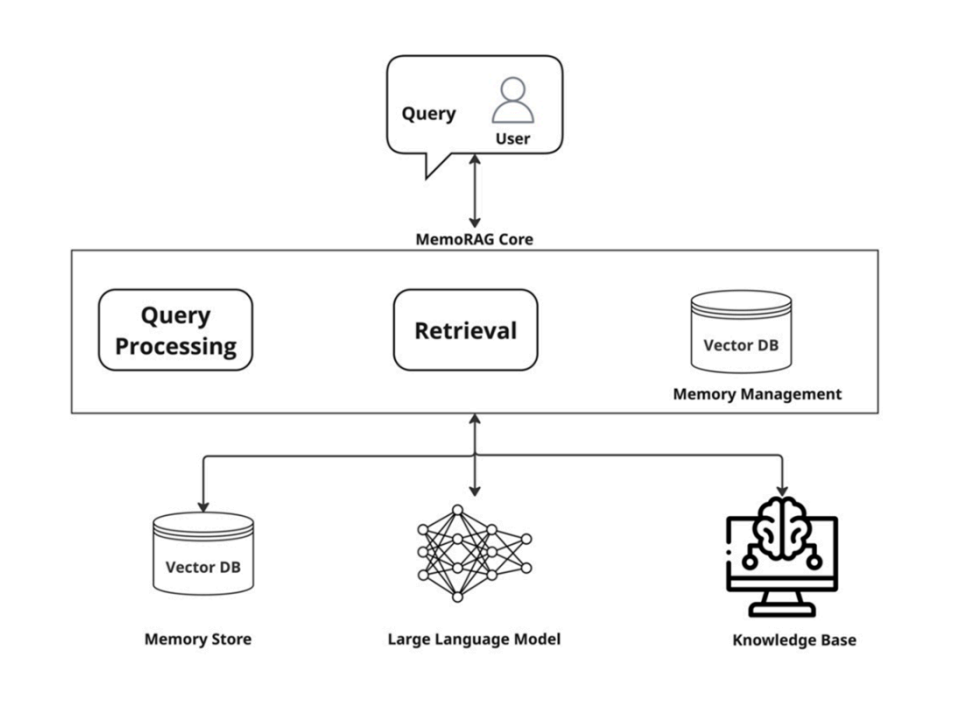 Query
User
MemoRAG Core
Query
Processing
Retrieval
Vector DB
Memory Management
Vector DB
Memory Store
Large Language Model
Knowledge Base